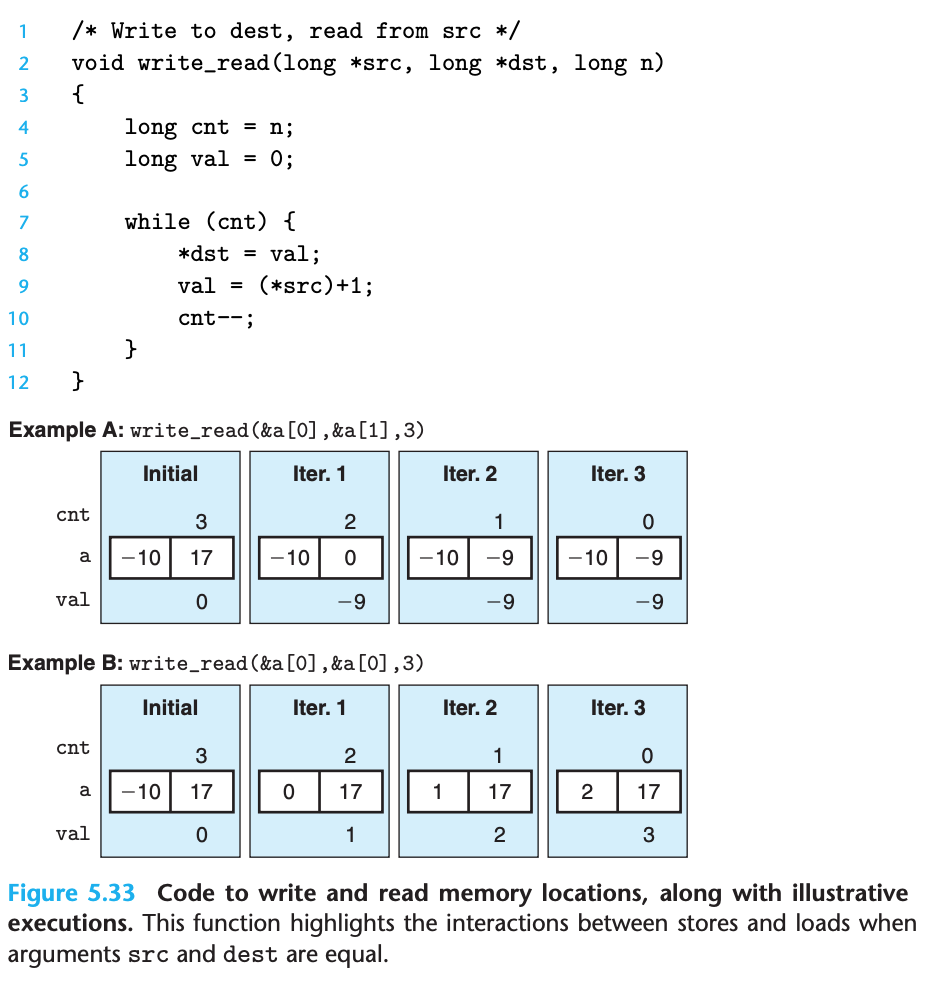 1 /* Write to dest, read from src */
2 void write_read(long *src, long *dst, long n)
3 {
4 long cnt = n;
5 long val = 0;
6
7 while (cnt) {
8 *dst = val;
9 val = (*src)+1;
10 cnt--;
11 }
12 }
Example A: write_read(&a[0],&a[1],3)
Initial Iter. 1 Iter. 2 Iter. 3
cnt 3 2 1 0
a −10 17 −10 0 −10 −9 −10 −9
val 0 −9 −9 −9
Example B: write_read(&a[0],&a[0],3)
Initial Iter. 1 Iter. 2 Iter. 3
cnt 3 2 1 0
a −10 17 0 17 1 17 2 17
val 0 1 2 3
Figure 5.33 Code to write and read memory locations, along with illustrative
executions. This function highlights the interactions between stores and loads when
arguments src and dest are equal.